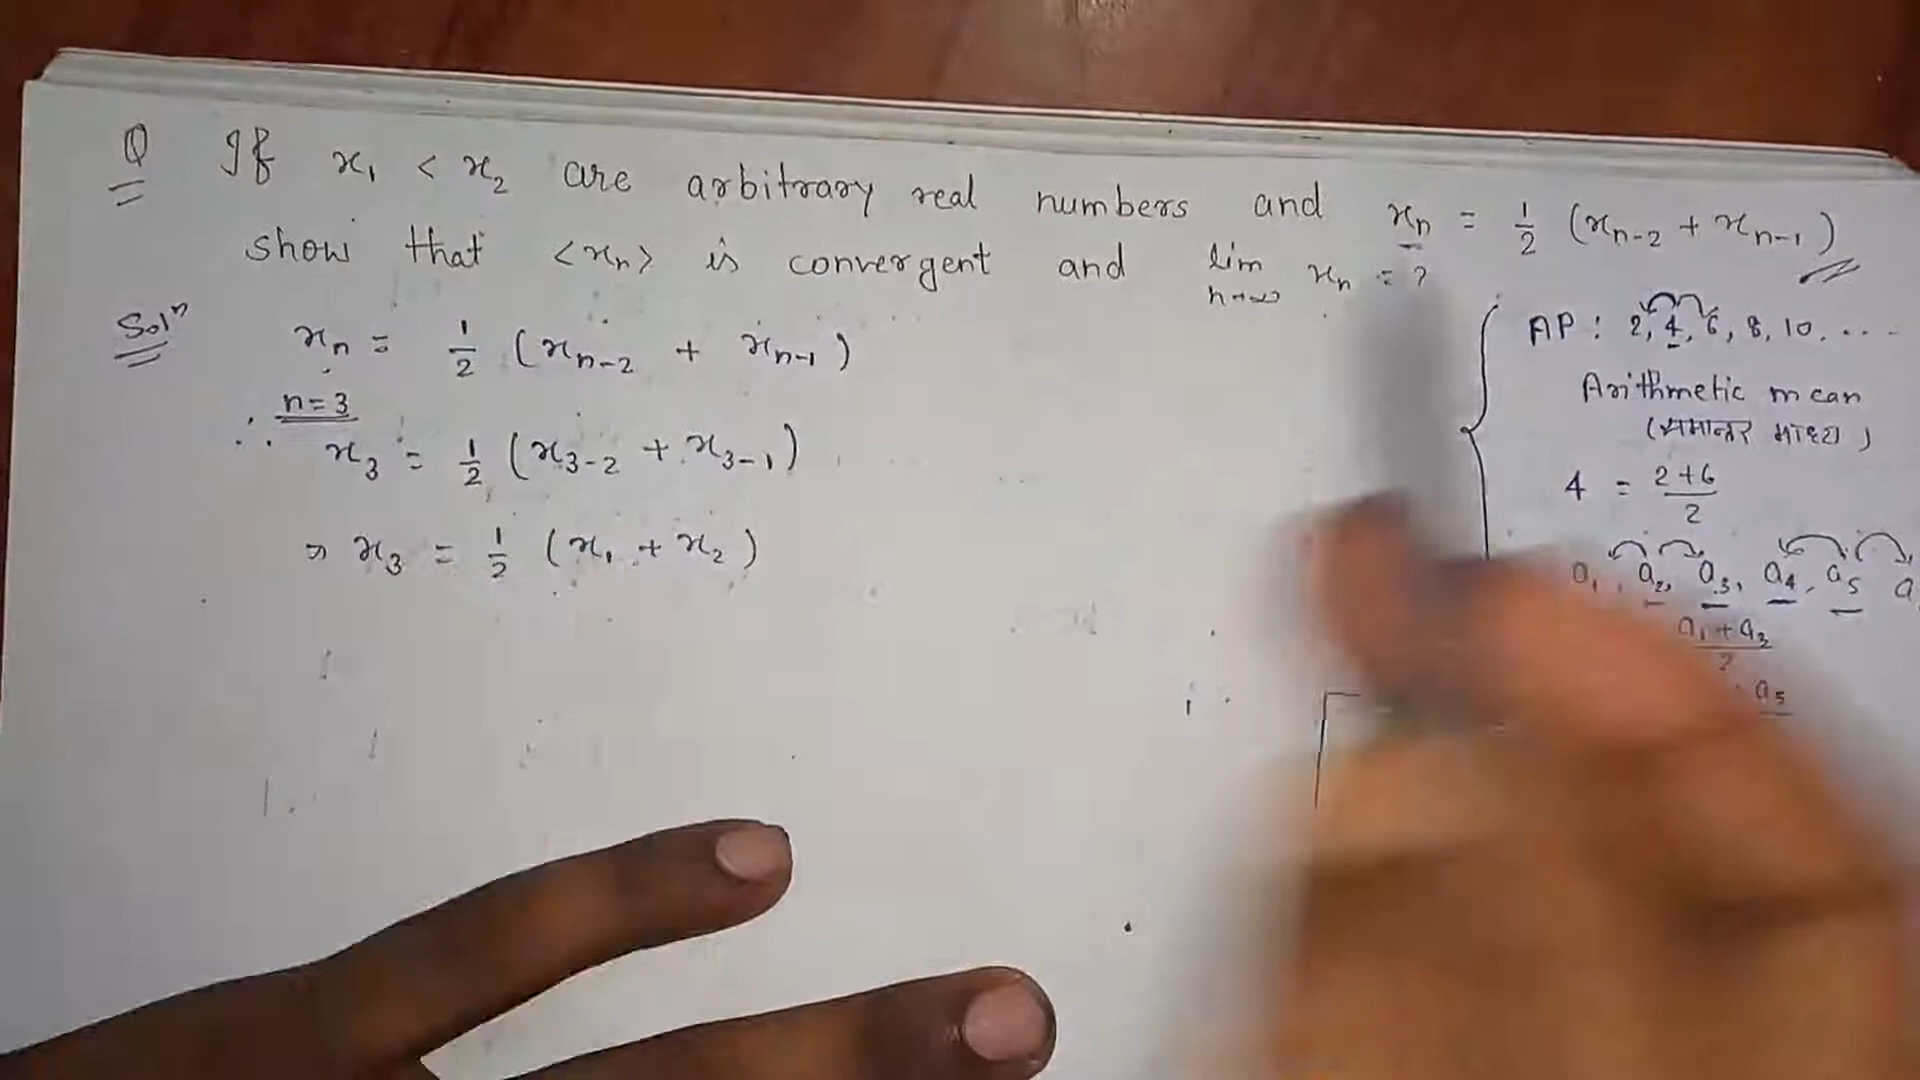 Q If x₁ < x₂ are arbitrary real numbers and xₙ = 1/2 (xₙ₋₂ + xₙ₋₁)
show that <xₙ> is convergent and lim n→∞ xₙ = ?
Solⁿ xₙ = 1/2 (xₙ₋₂ + xₙ₋₁)
∴ n=3
x₃ = 1/2 (x₃₋₂ + x₃₋₁)
⇒ x₃ = 1/2 (x₁ + x₂)
AP : 2, 4, 6, 8, 10, ...
Arithmetic mean
(समान्तर माध्य)
4 = 2+6/2
a₁, a₂, a₃, a₄, a₅ a
a₁ + a₃/2
a₅